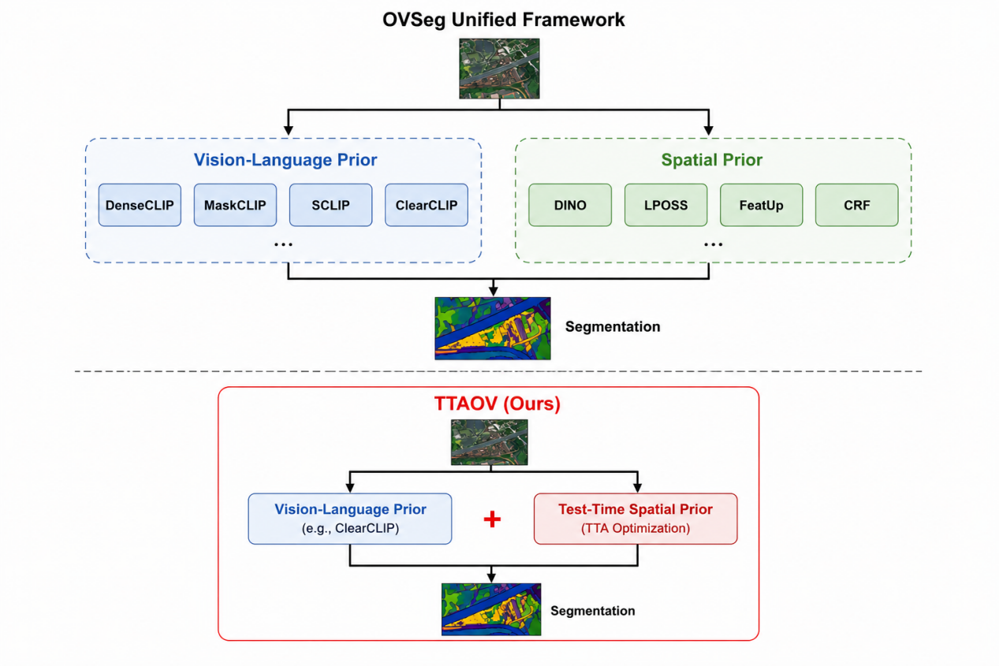 OVSeg Unified Framework
Vision-Language Prior
DenseCLIP
MaskCLIP
SCLIP
ClearCLIP
...
Spatial Prior
DINO
LPOSS
FeatUp
CRF
...
Segmentation
TTAOV (Ours)
Vision-Language Prior
(e.g., ClearCLIP)
+
Test-Time Spatial Prior
(TTA Optimization)
Segmentation